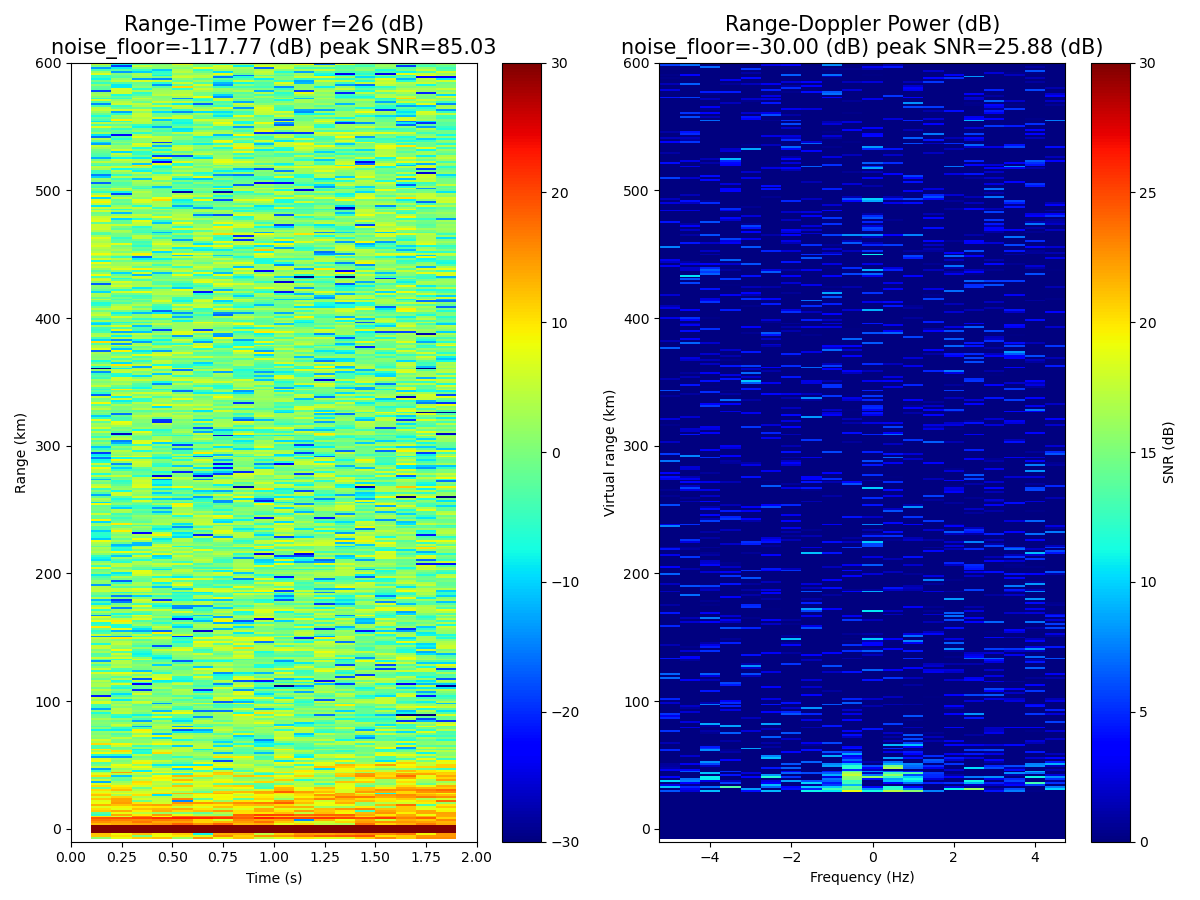 Range-Time Power f=26 (dB)
noise_floor=-117.77 (dB) peak SNR=85.03
600
500
400
300
200
100
0
Range (km)
0.00 0.25 0.50 0.75 1.00 1.25 1.50 1.75 2.00
Time (s)
30
20
10
0
−10
−20
−30
Range-Doppler Power (dB)
noise_floor=-30.00 (dB) peak SNR=25.88 (dB)
600
500
400
300
200
100
0
Virtual range (km)
−4 −2 0 2 4
Frequency (Hz)
30
25
20
15
10
5
0
SNR (dB)